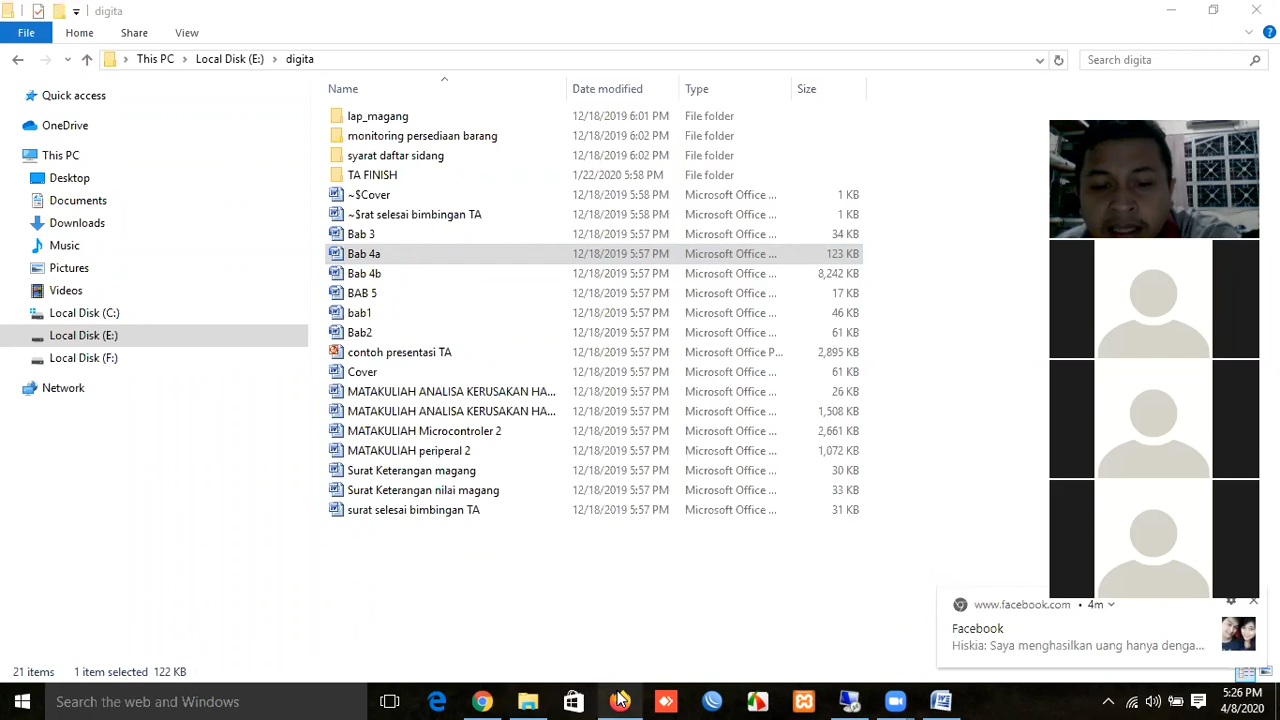 digita
File Home Share View
This PC Local Disk (E:) digita
Search digita
Name Date modified Type Size
Quick access
OneDrive
This PC
Desktop
Documents
Downloads
Music
Pictures
Videos
Local Disk (C:)
Local Disk (E:)
Local Disk (F:)
Network
lap_magang 12/18/2019 6:01 PM File folder
monitoring persediaan barang 12/18/2019 6:02 PM File folder
syarat daftar sidang 12/18/2019 6:02 PM File folder
TA FINISH 1/22/2020 5:58 PM File folder
~$Cover 12/18/2019 5:58 PM Microsoft Office ... 1 KB
~$rat selesai bimbingan TA 12/18/2019 5:58 PM Microsoft Office ... 1 KB
Bab 3 12/18/2019 5:57 PM Microsoft Office ... 34 KB
Bab 4a 12/18/2019 5:57 PM Microsoft Office ... 123 KB
Bab 4b 12/18/2019 5:57 PM Microsoft Office ... 8,242 KB
BAB 5 12/18/2019 5:57 PM Microsoft Office ... 17 KB
bab1 12/18/2019 5:57 PM Microsoft Office ... 46 KB
Bab2 12/18/2019 5:57 PM Microsoft Office ... 61 KB
contoh presentasi TA 12/18/2019 5:57 PM Microsoft Office P... 2,895 KB
Cover 12/18/2019 5:57 PM Microsoft Office ... 61 KB
MATAKULIAH ANALISA KERUSAKAN HA... 12/18/2019 5:57 PM Microsoft Office ... 26 KB
MATAKULIAH ANALISA KERUSAKAN HA... 12/18/2019 5:57 PM Microsoft Office ... 1,508 KB
MATAKULIAH Microcontroler 2 12/18/2019 5:57 PM Microsoft Office ... 2,661 KB
MATAKULIAH periperal 2 12/18/2019 5:57 PM Microsoft Office ... 1,072 KB
Surat Keterangan magang 12/18/2019 5:57 PM Microsoft Office ... 30 KB
Surat Keterangan nilai magang 12/18/2019 5:57 PM Microsoft Office ... 33 KB
surat selesai bimbingan TA 12/18/2019 5:57 PM Microsoft Office ... 31 KB
www.facebook.com • 4m
Facebook
Hiskia: Saya menghasilkan uang hanya denga...
21 items 1 item selected 122 KB
Search the web and Windows
5:26 PM
4/8/2020